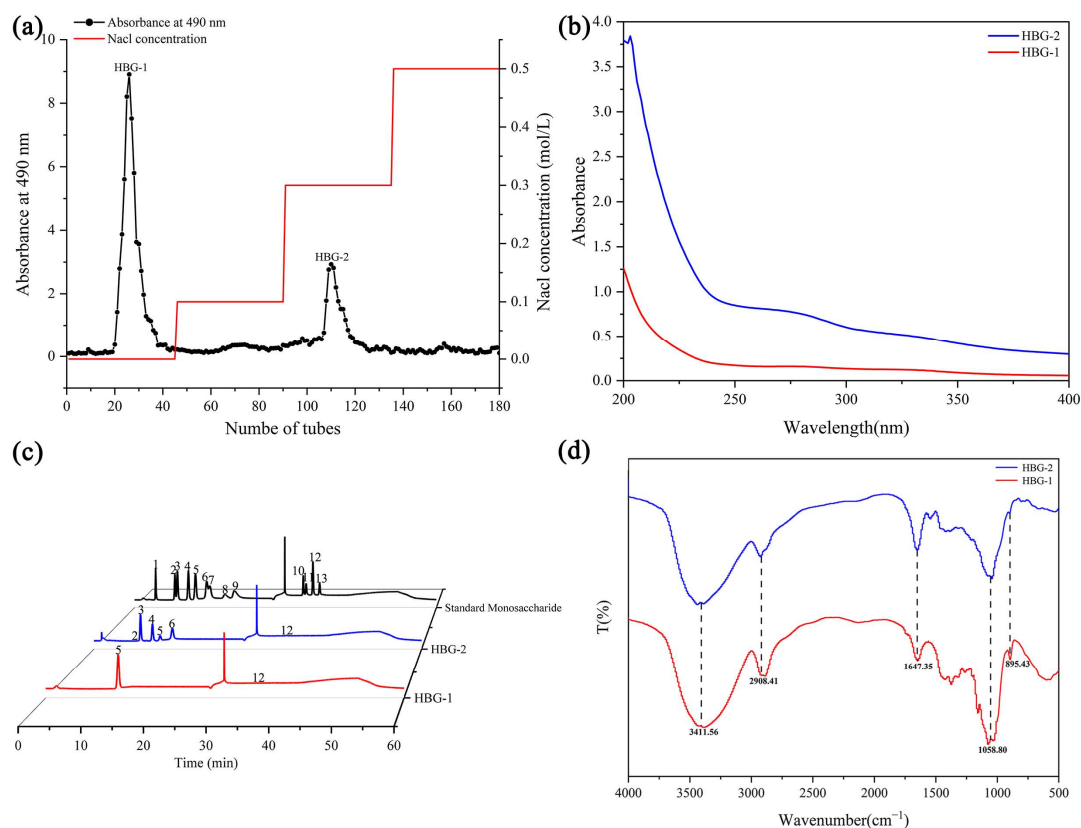 (a)
Absorbance at 490 nm
Nacl concentration
HBG-1
HBG-2
Absorbance at 490 nm
10
8
6
4
2
0
Nacl concentration (mol/L)
0.5
0.4
0.3
0.2
0.1
0.0
0 20 40 60 80 100 120 140 160 180
Numbe of tubes
(b)
HBG-2
HBG-1
Absorbance
4.0
3.5
3.0
2.5
2.0
1.5
1.0
0.5
0.0
200 250 300 350 400
Wavelength(nm)
(c)
1 2 3 4 5 6 7 8 9 10 12 13
Standard Monosaccharide
2 3 4 5 6 12
HBG-2
5 12
HBG-1
0 10 20 30 40 50 60
Time (min)
(d)
HBG-2
HBG-1
T(%)
3411.56
2908.41
1647.35
1058.80
895.43
4000 3500 3000 2500 2000 1500 1000 500
Wavenumber(cm⁻¹)